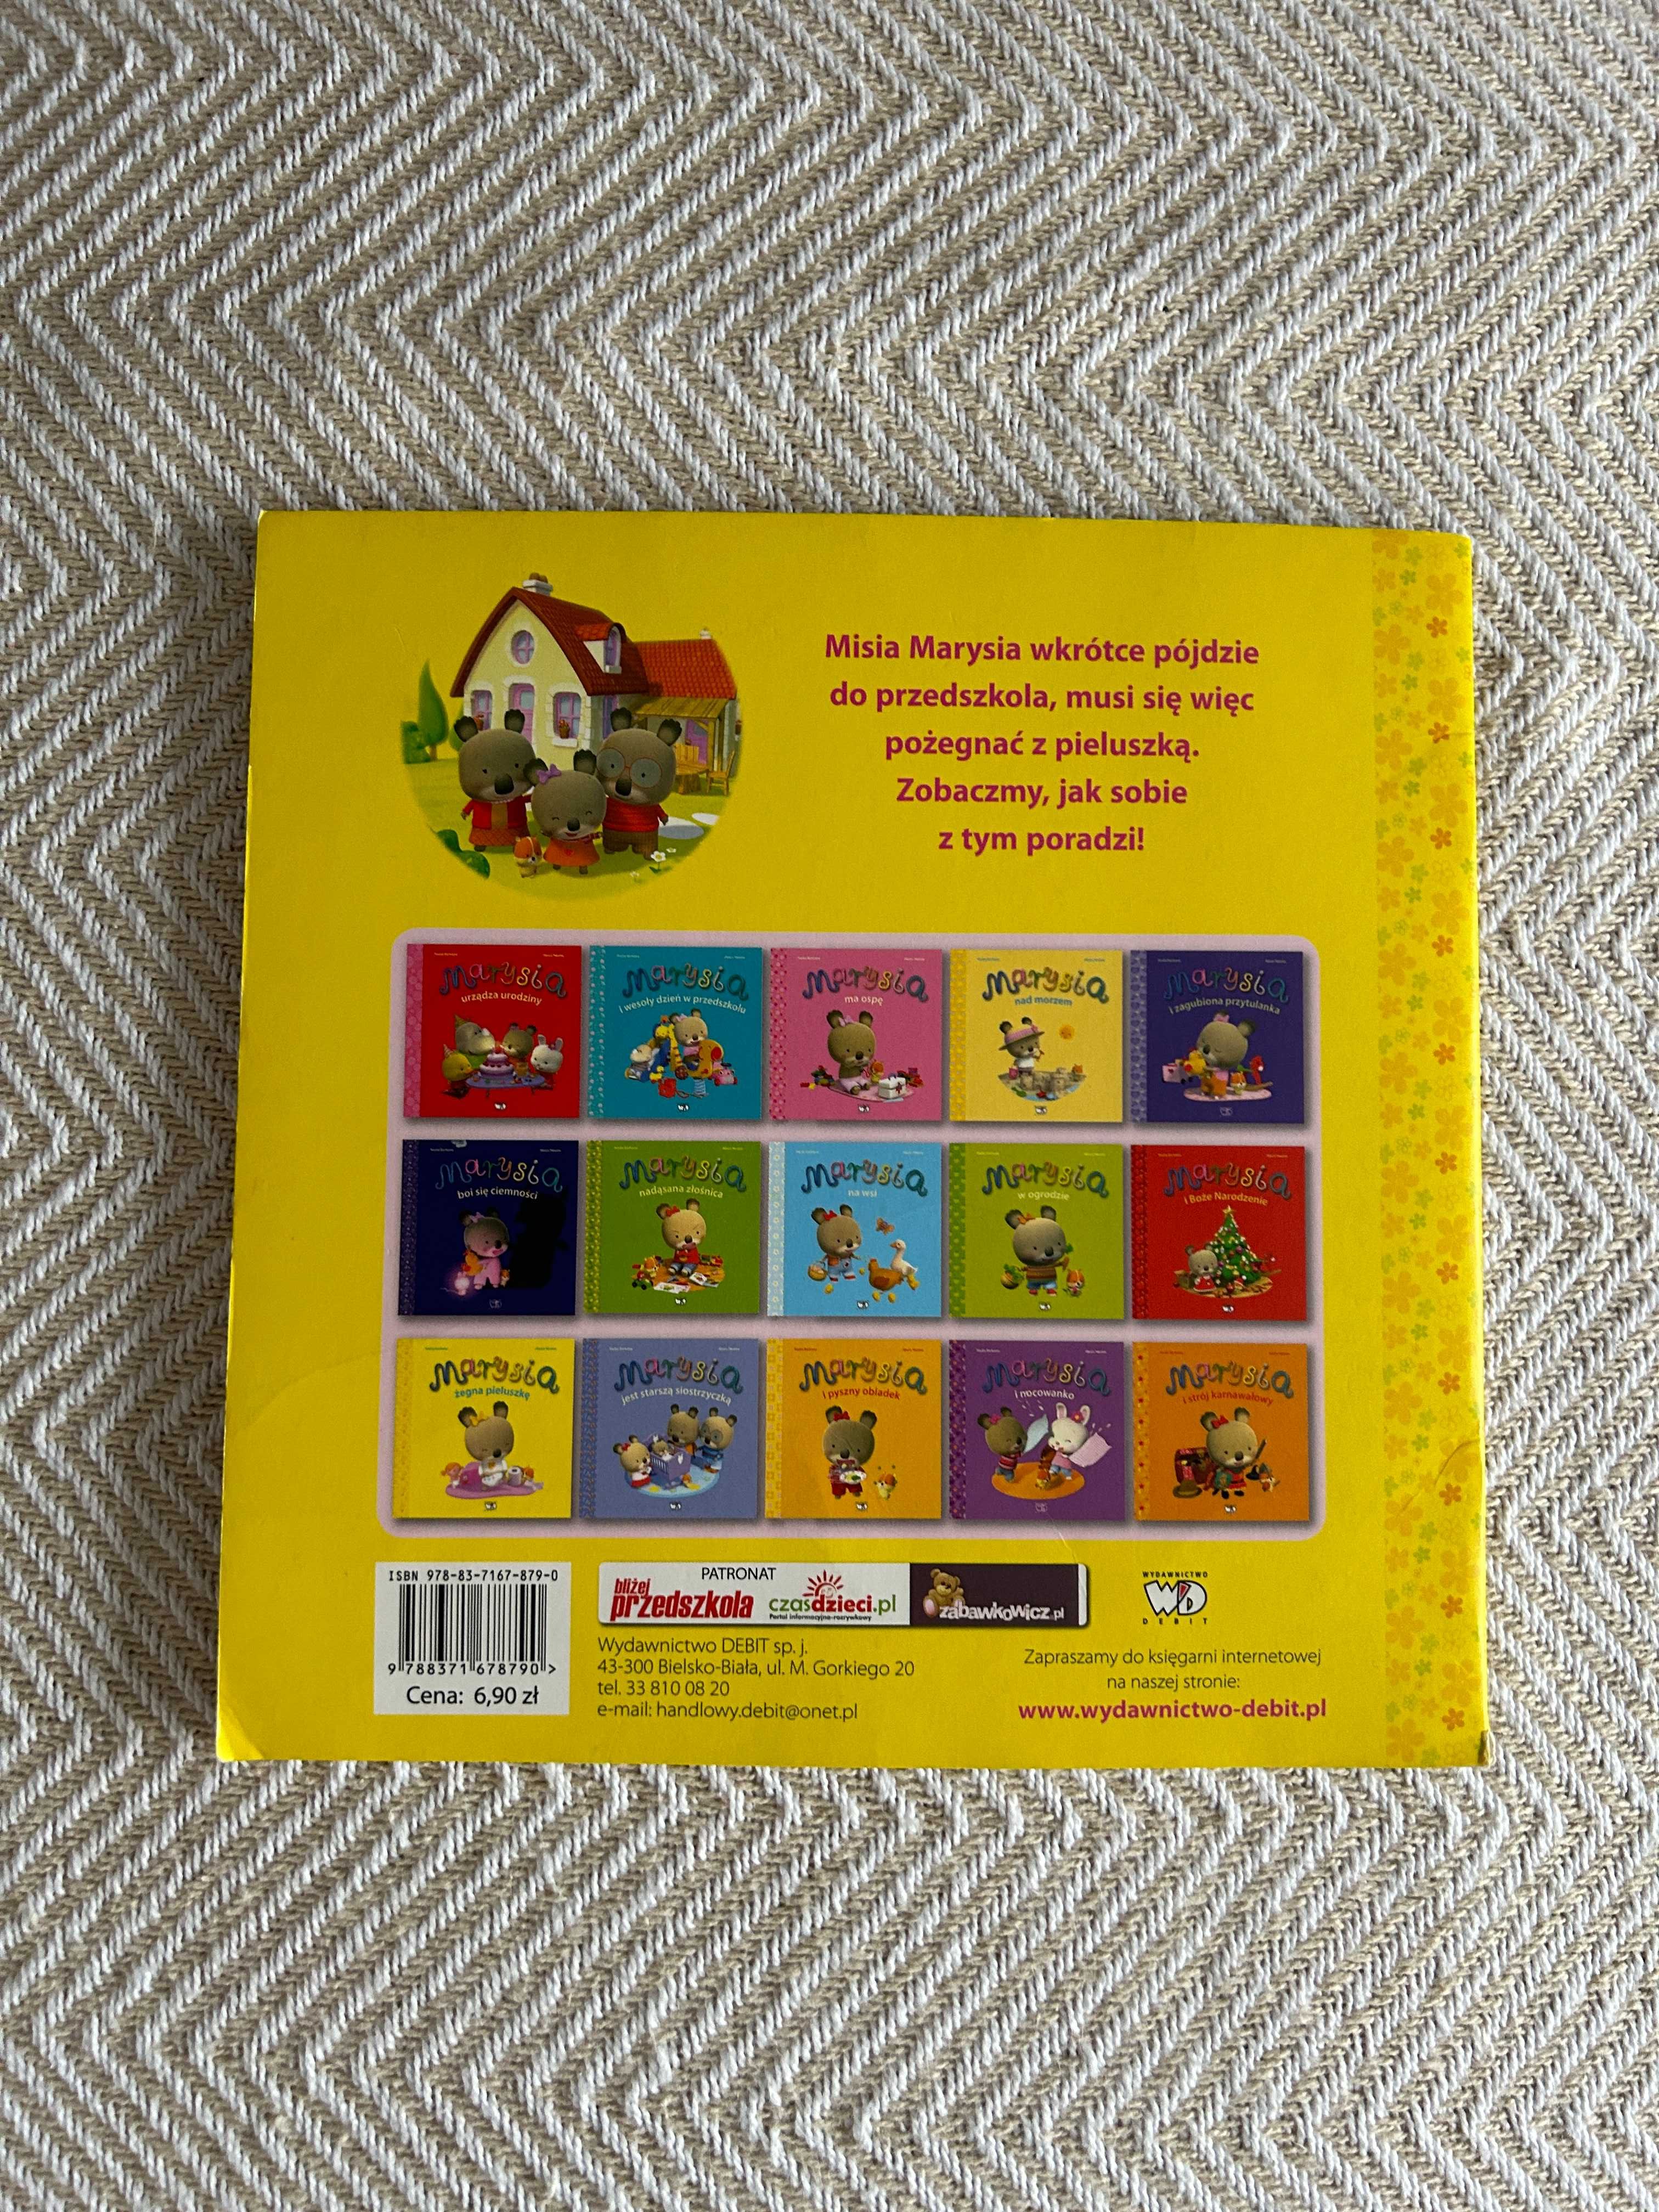 Misia Marysia wkrótce pójdzie
do przedszkola, musi się więc
pożegnać z pieluszką.
Zobaczmy, jak sobie
z tym poradzi!
Marysia
urządza urodziny
Marysia
i wesoły dzień w przedszkolu
Marysia
ma ospę
Marysia
nad morzem
Marysia
i zagubiona przytulanka
Marysia
boi się ciemności
Marysia
nadąsana złośnica
Marysia
na wsi
Marysia
w ogrodzie
Marysia
i Boże Narodzenie
Marysia
żegna pieluszkę
Marysia
jest starszą siostrzyczką
Marysia
i pyszny obiadek
Marysia
i nocowanko
Marysia
i strój karnawałowy
ISBN 978-83-7167-879-0
9 788371 678790 >
Cena: 6,90 zł
PATRONAT
bliżej
przedszkola
czasdzieci.pl
Portal informacyjno-rozrywkowy
zabawkowicz.pl
WYDAWNICTWO
WD
DEBIT
Wydawnictwo DEBIT sp. j.
43-300 Bielsko-Biała, ul. M. Gorkiego 20
tel. 33 810 08 20
e-mail: handlowy.debit@onet.pl
Zapraszamy do księgarni internetowej
na naszej stronie:
www.wydawnictwo-debit.pl